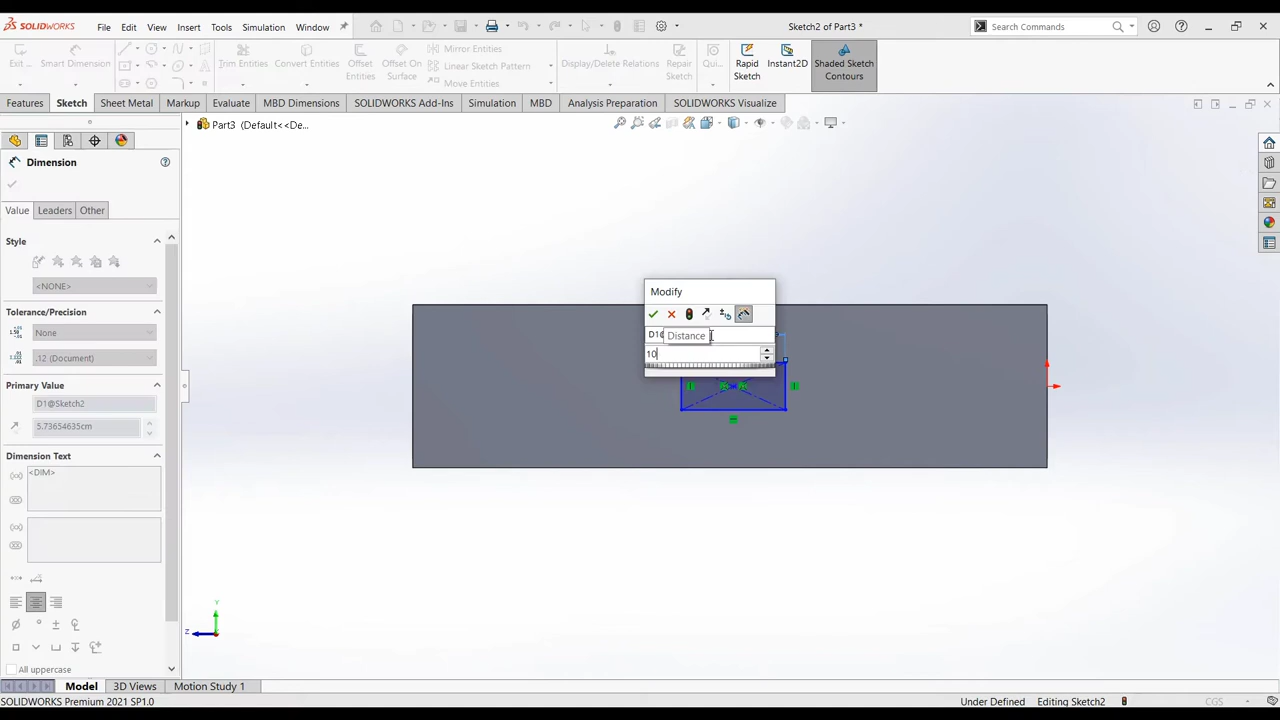 SOLIDWORKS File Edit View Insert Tools Simulation Window Sketch2 of Part3 * Search Commands
Exit ... Smart Dimension Trim Entities Convert Entities Offset Entities Offset On Surface Mirror Entities Linear Sketch Pattern Move Entities Display/Delete Relations Repair Sketch Qui... Rapid Sketch Instant2D Shaded Sketch Contours
Features Sketch Sheet Metal Markup Evaluate MBD Dimensions SOLIDWORKS Add-Ins Simulation MBD Analysis Preparation SOLIDWORKS Visualize
Part3 (Default<<De...
Dimension
Value Leaders Other
Style
<NONE>
Tolerance/Precision
None
.12 (Document)
Primary Value
D1@Sketch2
5.73654635cm
Dimension Text
<DIM>
All uppercase
Modify
D1@
Distance
10
Y
Z
Model 3D Views Motion Study 1
SOLIDWORKS Premium 2021 SP1.0 Under Defined Editing Sketch2 CGS